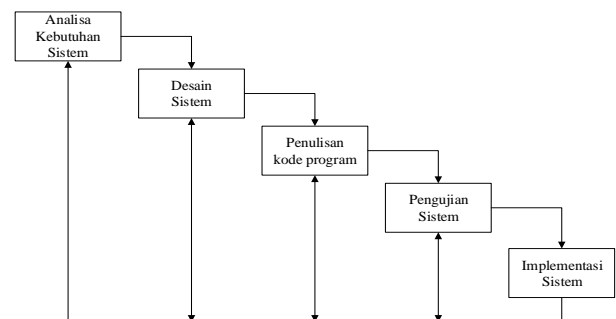 Analisa
Kebutuhan
Sistem
Desain
Sistem
Penulisan
kode program
Pengujian
Sistem
Implementasi
Sistem